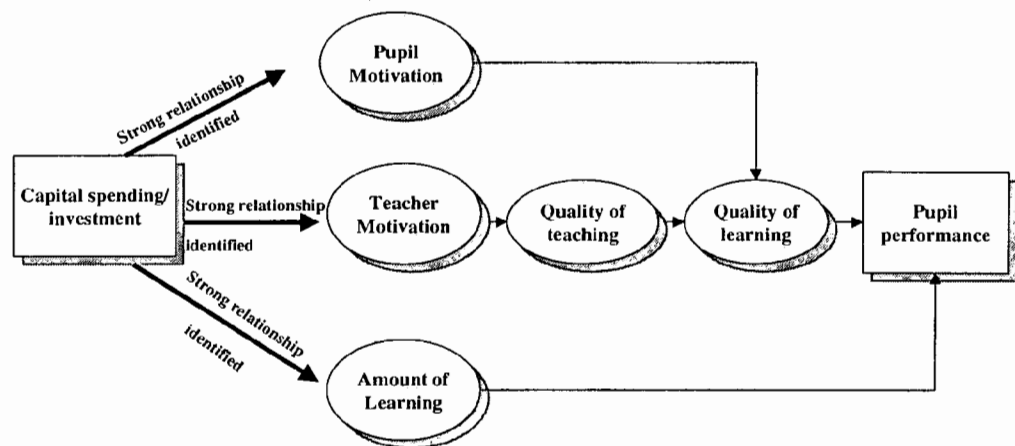 Pupil
Motivation
Strong relationship
identified
Capital spending/
investment
Strong relationship
identified
Teacher
Motivation
Quality of
teaching
Quality of
learning
Pupil
performance
Strong relationship
identified
Amount of
Learning